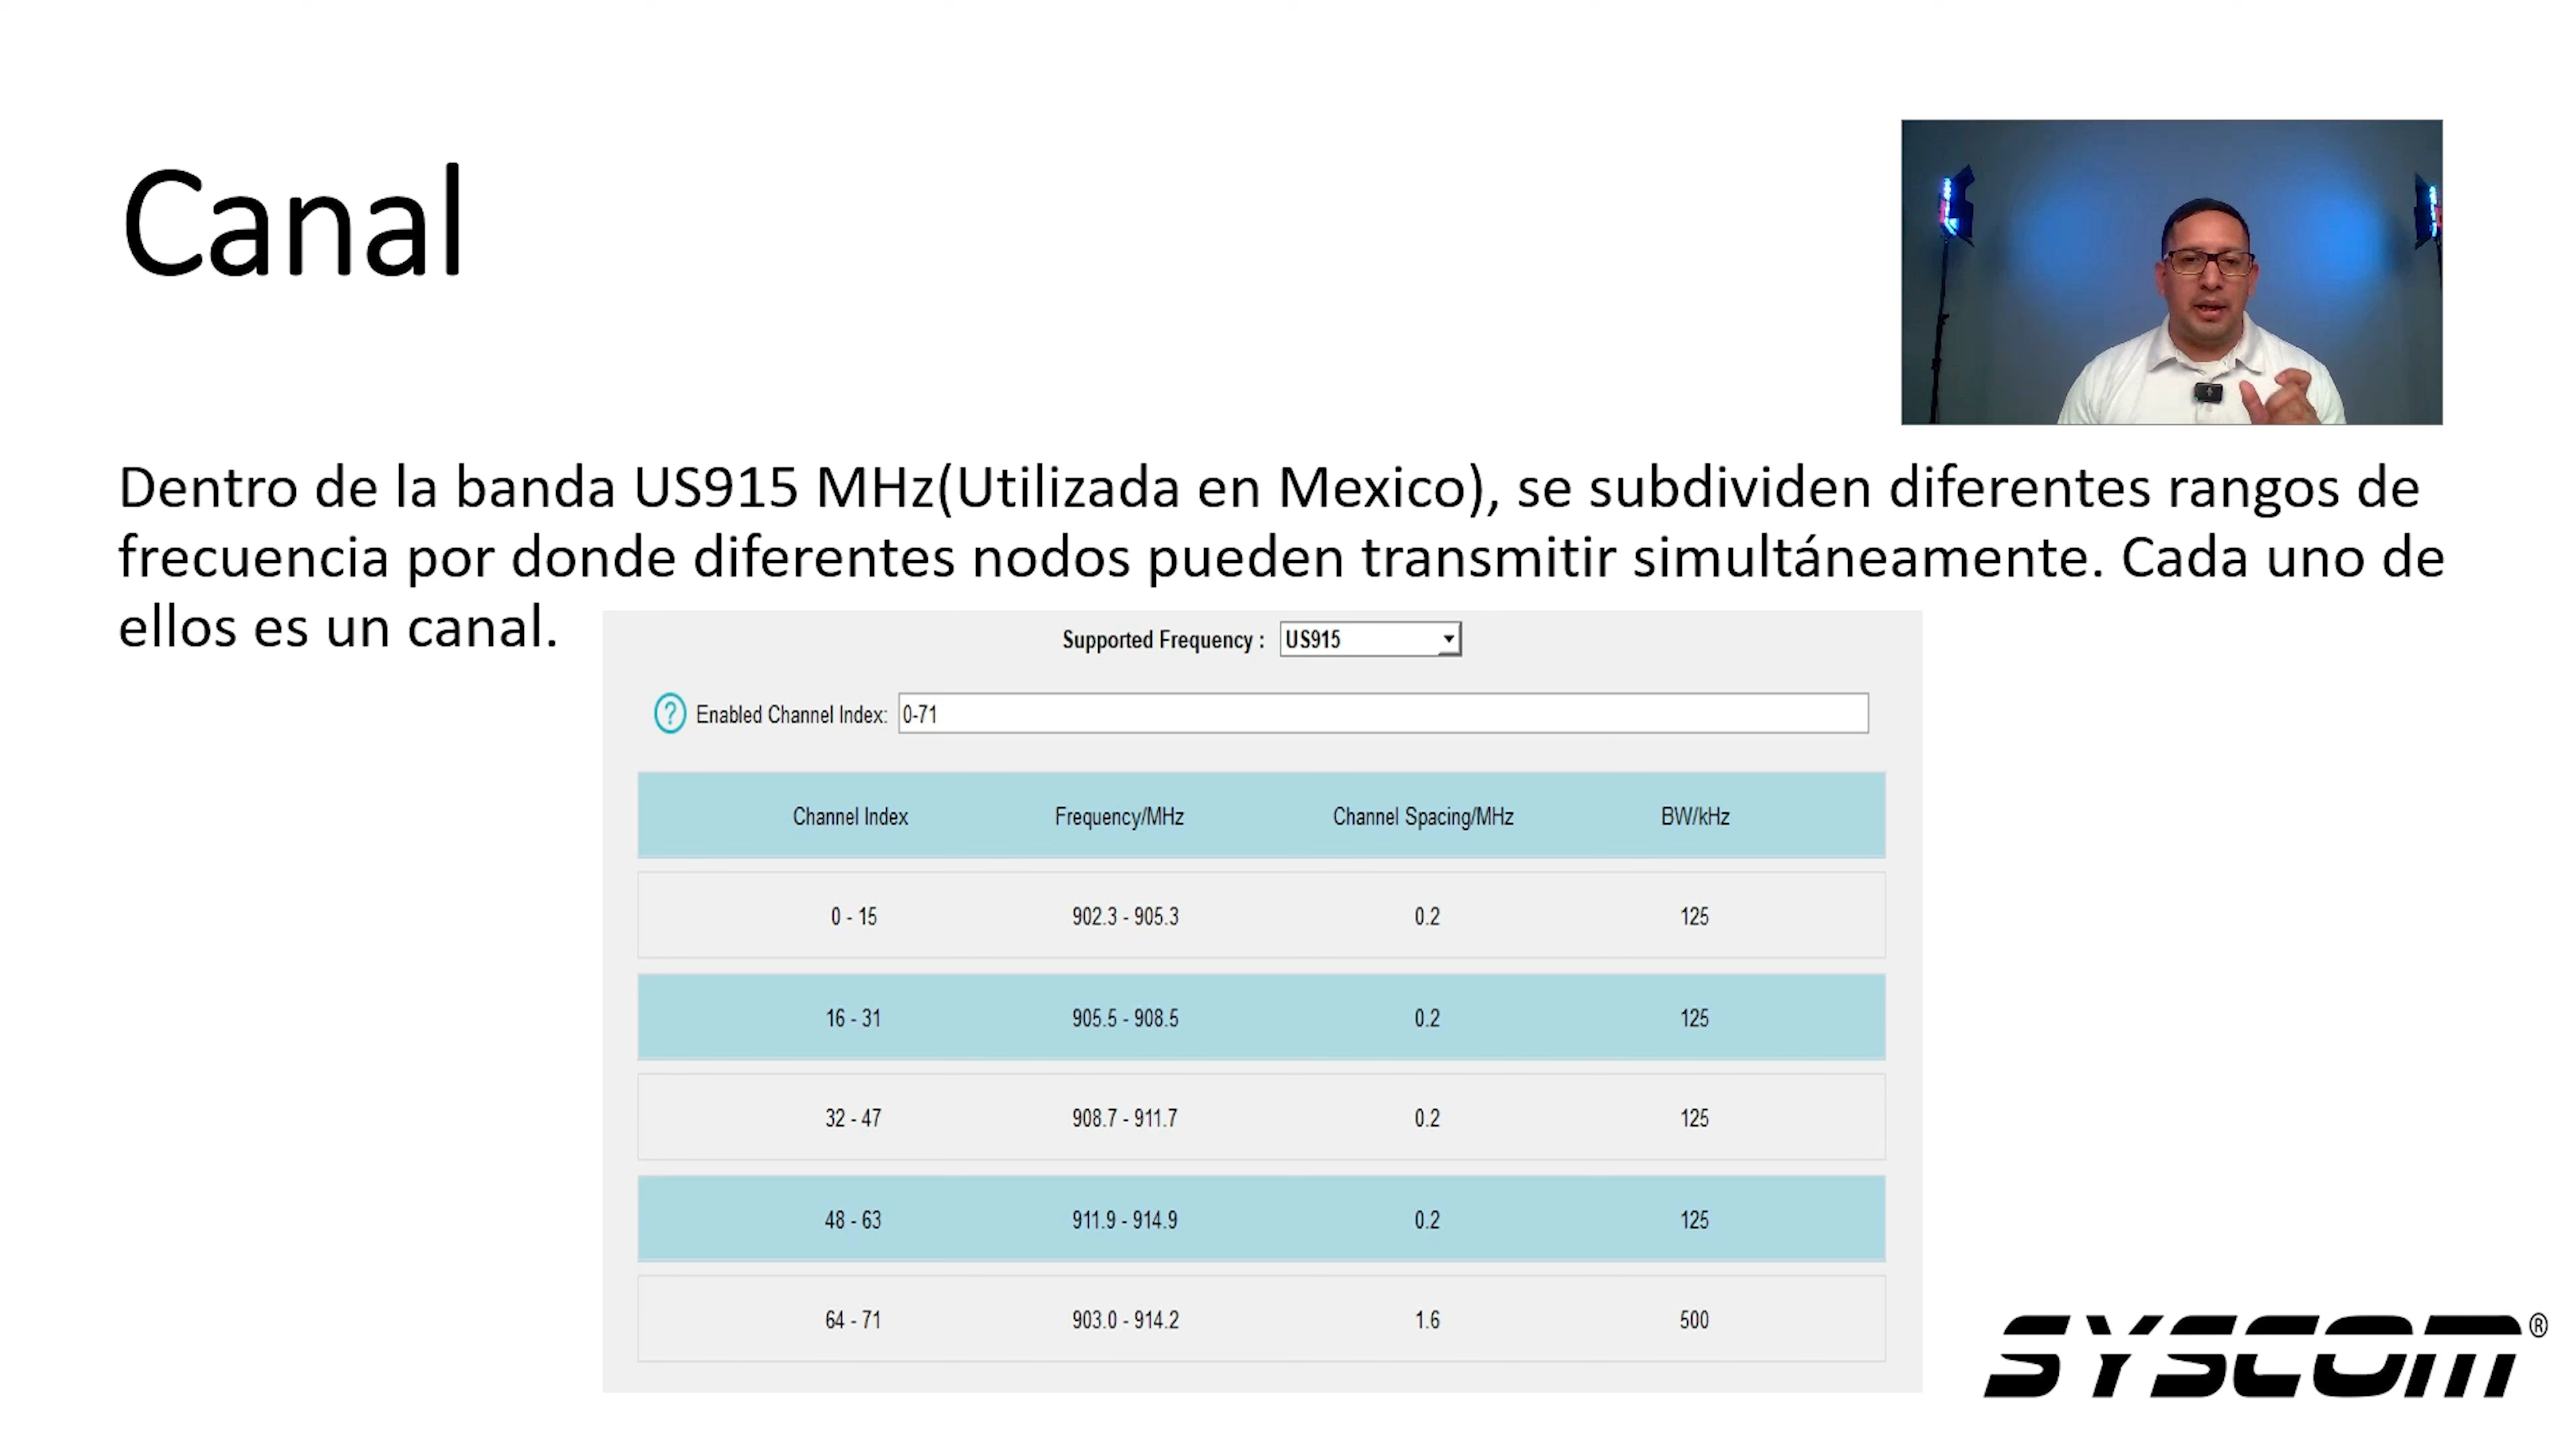 Canal
Dentro de la banda US915 MHz(Utilizada en Mexico), se subdividen diferentes rangos de
frecuencia por donde diferentes nodos pueden transmitir simultáneamente. Cada uno de
ellos es un canal.
Supported Frequency : US915
? Enabled Channel Index: 0-71
Channel Index Frequency/MHz Channel Spacing/MHz BW/kHz
0 - 15 902.3 - 905.3 0.2 125
16 - 31 905.5 - 908.5 0.2 125
32 - 47 908.7 - 911.7 0.2 125
48 - 63 911.9 - 914.9 0.2 125
64 - 71 903.0 - 914.2 1.6 500
SYSCOM®